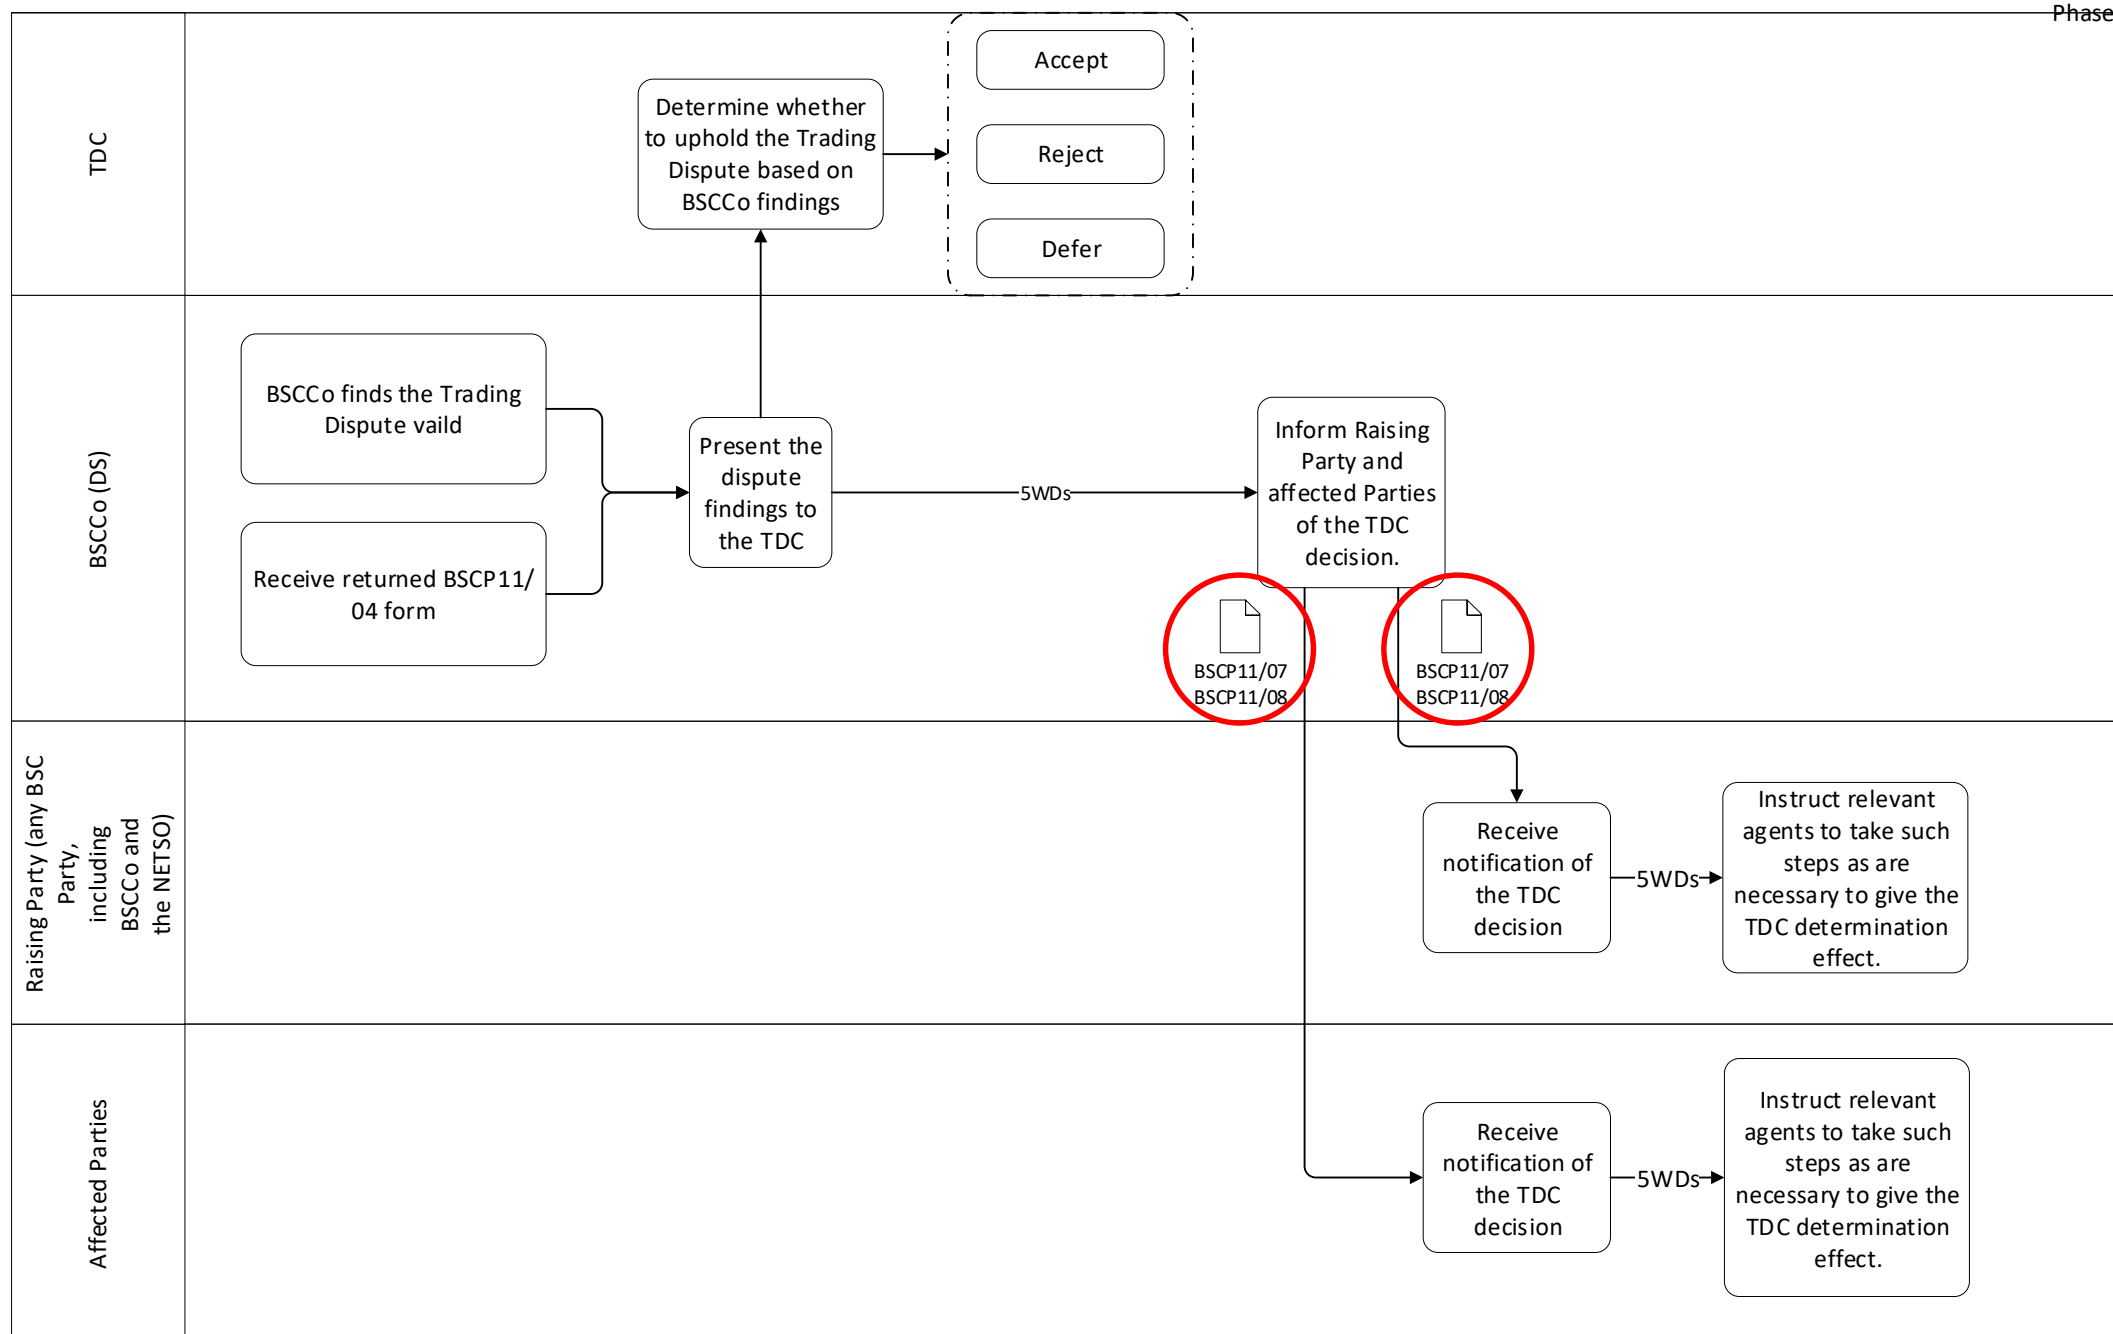 Phase
TDC
Determine whether
to uphold the Trading
Dispute based on
BSCCo findings
Accept
Reject
Defer
BSCCo (DS)
BSCCo finds the Trading
Dispute vaild
Receive returned BSCP11/
04 form
Present the
dispute
findings to
the TDC
5WDs
Inform Raising
Party and
affected Parties
of the TDC
decision.
BSCP11/07
BSCP11/08
BSCP11/07
BSCP11/08
Raising Party (any BSC
Party,
including
BSCCo and
the NETSO)
Receive
notification of
the TDC
decision
5WDs
Instruct relevant
agents to take such
steps as are
necessary to give the
TDC determination
effect.
Affected Parties
Receive
notification of
the TDC
decision
5WDs
Instruct relevant
agents to take such
steps as are
necessary to give the
TDC determination
effect.